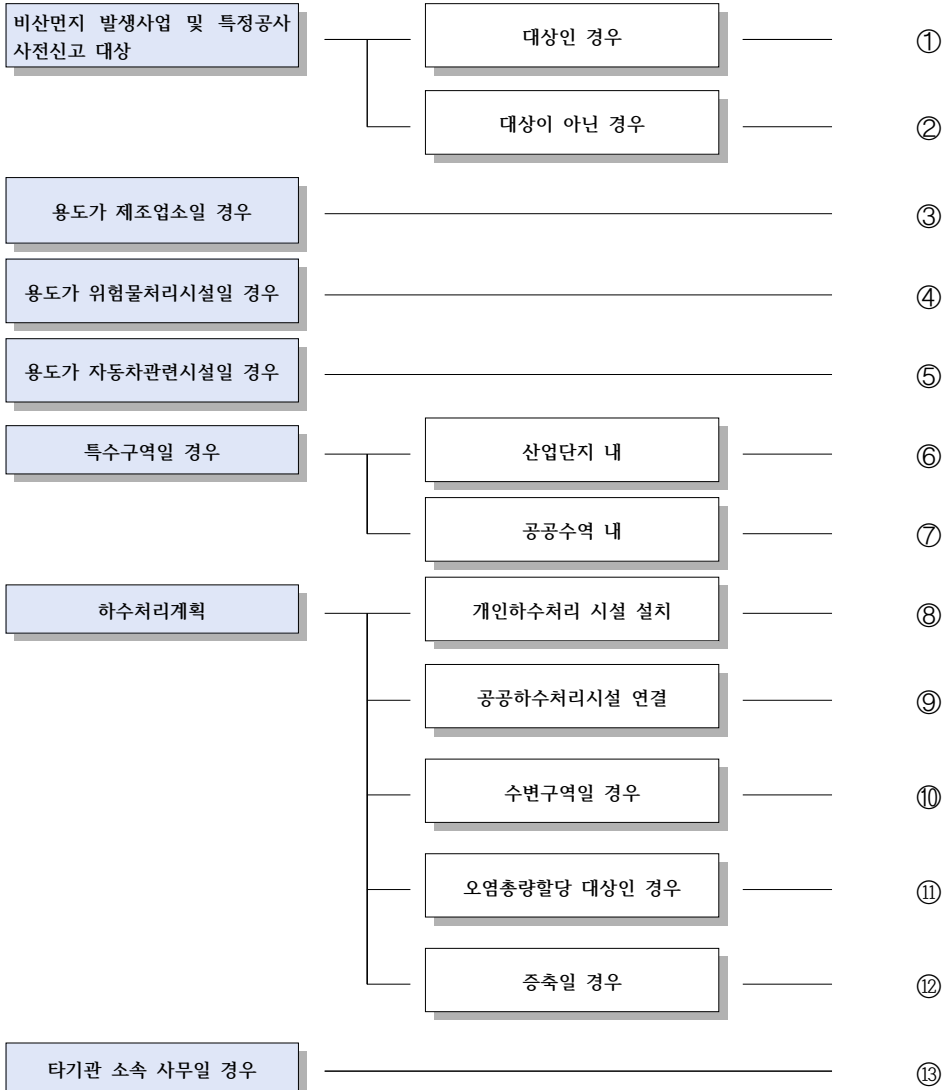 비산먼지 발생사업 및 특정공사
사전신고 대상
대상인 경우
①
대상이 아닌 경우
②
용도가 제조업소일 경우
③
용도가 위험물처리시설일 경우
④
용도가 자동차관련시설일 경우
⑤
특수구역일 경우
산업단지 내
⑥
공공수역 내
⑦
하수처리계획
개인하수처리 시설 설치
⑧
공공하수처리시설 연결
⑨
수변구역일 경우
⑩
오염총량할당 대상인 경우
⑪
증축일 경우
⑫
타기관 소속 사무일 경우
⑬